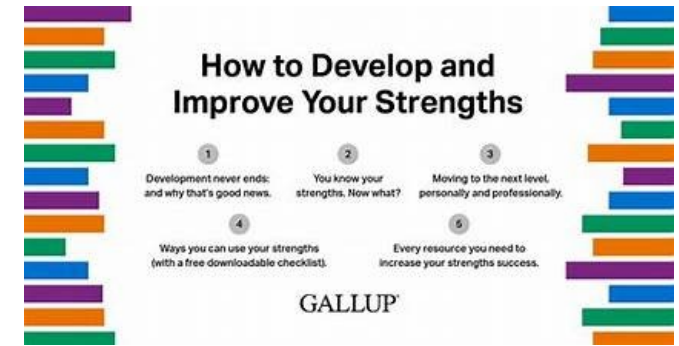 How to Develop and
Improve Your Strengths
1
2
3
Development never ends:
and why that's good news.
You know your
strengths. Now what?
Moving to the next level,
personally and professionally.
4
5
Ways you can use your strengths
(with a free downloadable checklist).
Every resource you need to
increase your strengths success.
GALLUP